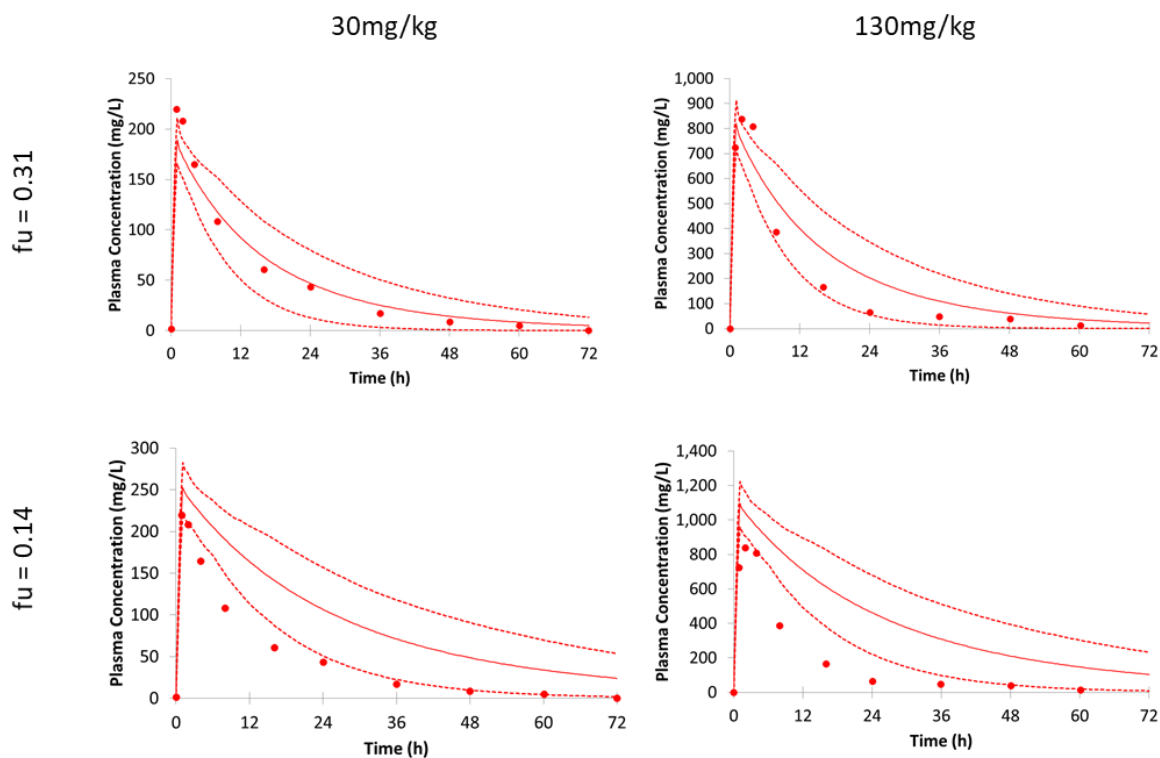 30mg/kg
130mg/kg
fu = 0.31
Plasma Concentration (mg/L)
250
200
150
100
50
0
0 12 24 36 48 60 72
Time (h)
Plasma Concentration (mg/L)
1,000
900
800
700
600
500
400
300
200
100
0
0 12 24 36 48 60 72
Time (h)
fu = 0.14
Plasma Concentration (mg/L)
300
250
200
150
100
50
0
0 12 24 36 48 60 72
Time (h)
Plasma Concentration (mg/L)
1,400
1,200
1,000
800
600
400
200
0
0 12 24 36 48 60 72
Time (h)